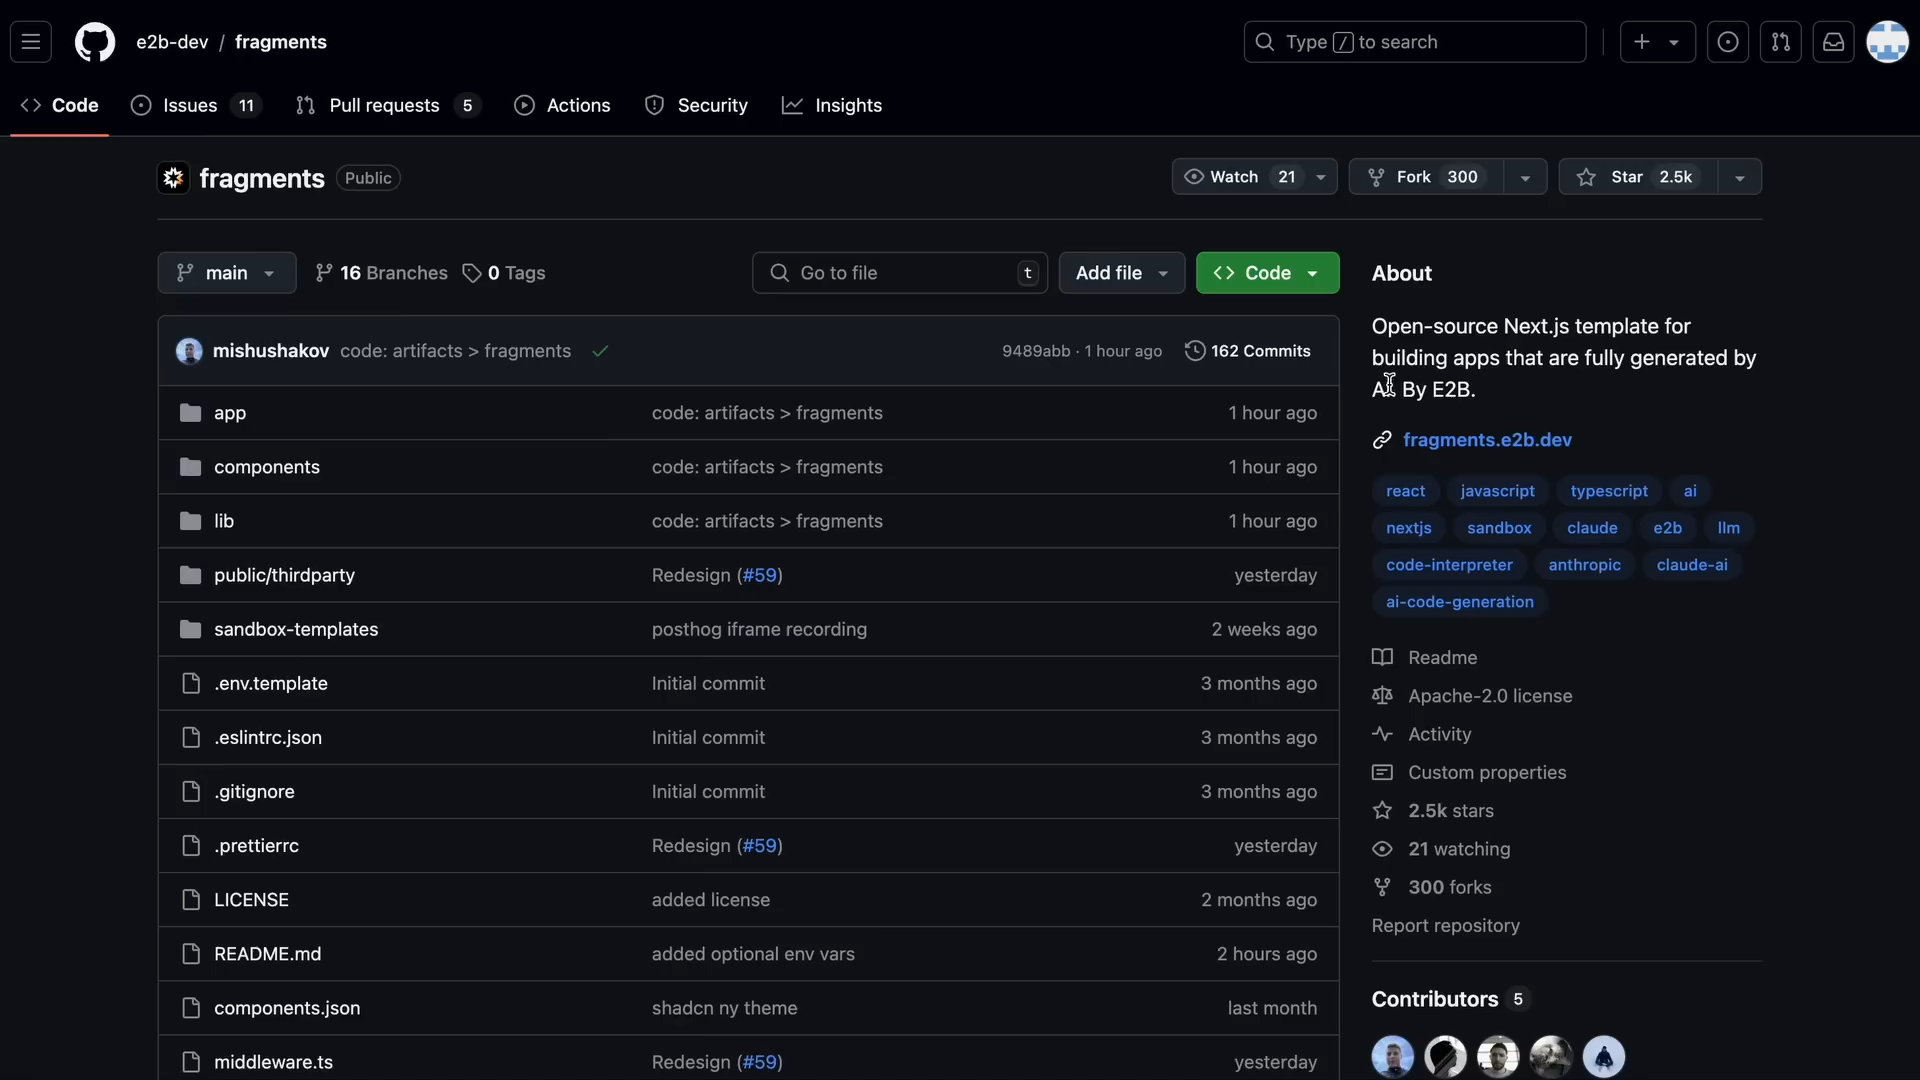 e2b-dev / fragments
Type / to search
Code
Issues 11
Pull requests 5
Actions
Security
Insights
fragments Public
Watch 21
Fork 300
Star 2.5k
main
16 Branches
0 Tags
Go to file t
Add file
Code
mishushakov code: artifacts > fragments
9489abb · 1 hour ago
162 Commits
app code: artifacts > fragments 1 hour ago
components code: artifacts > fragments 1 hour ago
lib code: artifacts > fragments 1 hour ago
public/thirdparty Redesign (#59) yesterday
sandbox-templates posthog iframe recording 2 weeks ago
.env.template Initial commit 3 months ago
.eslintrc.json Initial commit 3 months ago
.gitignore Initial commit 3 months ago
.prettierrc Redesign (#59) yesterday
LICENSE added license 2 months ago
README.md added optional env vars 2 hours ago
components.json shadcn ny theme last month
middleware.ts Redesign (#59) yesterday
About
Open-source Next.js template for
building apps that are fully generated by
AI. By E2B.
fragments.e2b.dev
react javascript typescript ai
nextjs sandbox claude e2b llm
code-interpreter anthropic claude-ai
ai-code-generation
Readme
Apache-2.0 license
Activity
Custom properties
2.5k stars
21 watching
300 forks
Report repository
Contributors 5